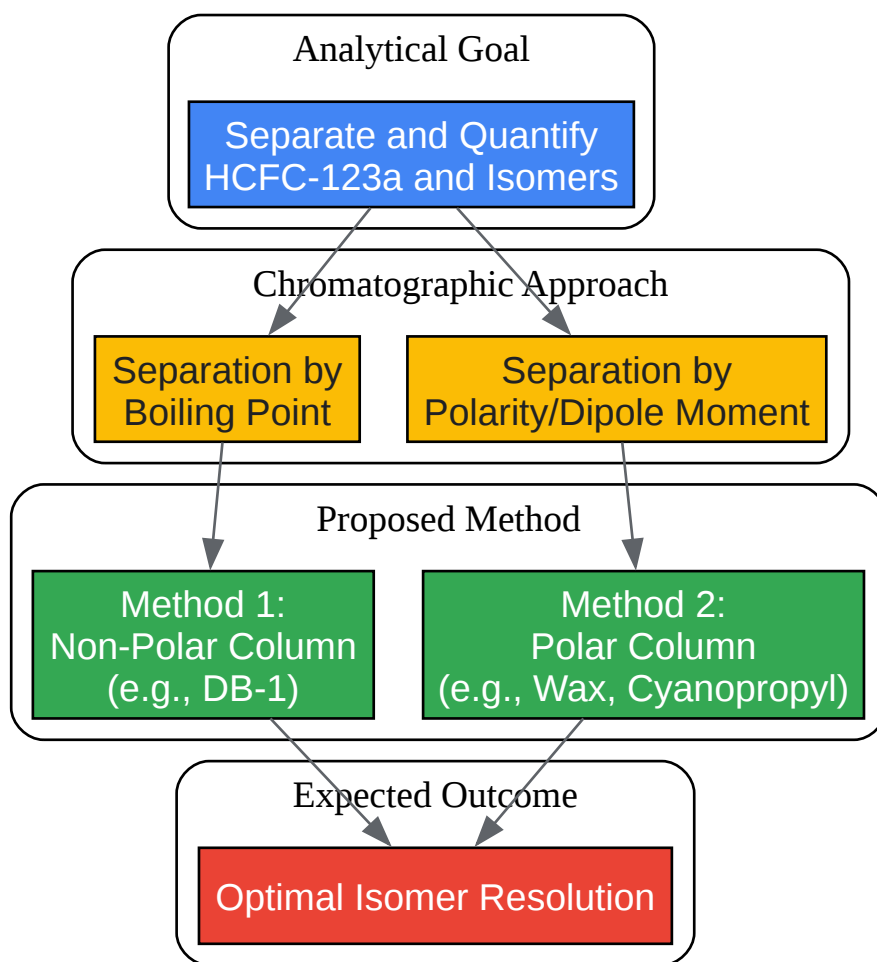 Analytical Goal
Separate and Quantify
HCFC-123a and Isomers
Chromatographic Approach
Separation by
Boiling Point
Separation by
Polarity/Dipole Moment
Proposed Method
Method 1:
Non-Polar Column
(e.g., DB-1)
Method 2:
Polar Column
(e.g., Wax, Cyanopropyl)
Expected Outcome
Optimal Isomer Resolution